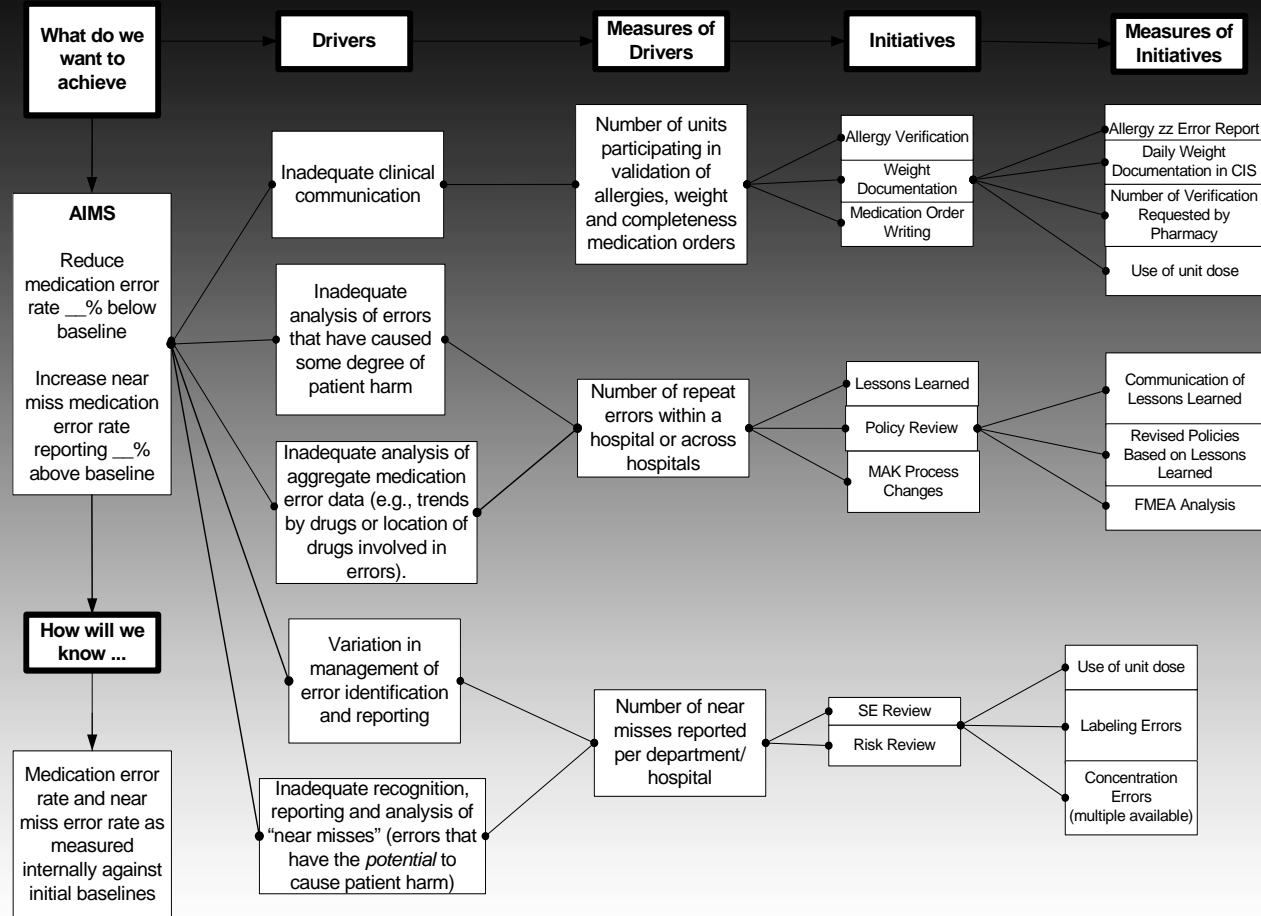 What do we
want to
achieve
Drivers
Measures of
Drivers
Initiatives
Measures of
Initiatives
AIMS
Reduce
medication error
rate __% below
baseline
Increase near
miss medication
error rate
reporting __%
above baseline
How will we
know ...
Medication error
rate and near
miss error rate as
measured
internally against
initial baselines
Inadequate clinical
communication
Inadequate
analysis of errors
that have caused
some degree of
patient harm
Inadequate analysis of
aggregate medication
error data (e.g., trends
by drugs or location of
drugs involved in
errors).
Variation in
management of
error identification
and reporting
Inadequate recognition,
reporting and analysis of
“near misses” (errors that
have the potential to
cause patient harm)
Number of units
participating in
validation of
allergies, weight
and completeness
medication orders
Number of repeat
errors within a
hospital or across
hospitals
Number of near
misses reported
per department/
hospital
Allergy Verification
Weight
Documentation
Medication Order
Writing
Lessons Learned
Policy Review
MAK Process
Changes
SE Review
Risk Review
Allergy zz Error Report
Daily Weight
Documentation in CIS
Number of Verification
Requested by
Pharmacy
Use of unit dose
Communication of
Lessons Learned
Revised Policies
Based on Lessons
Learned
FMEA Analysis
Use of unit dose
Labeling Errors
Concentration
Errors
(multiple available)